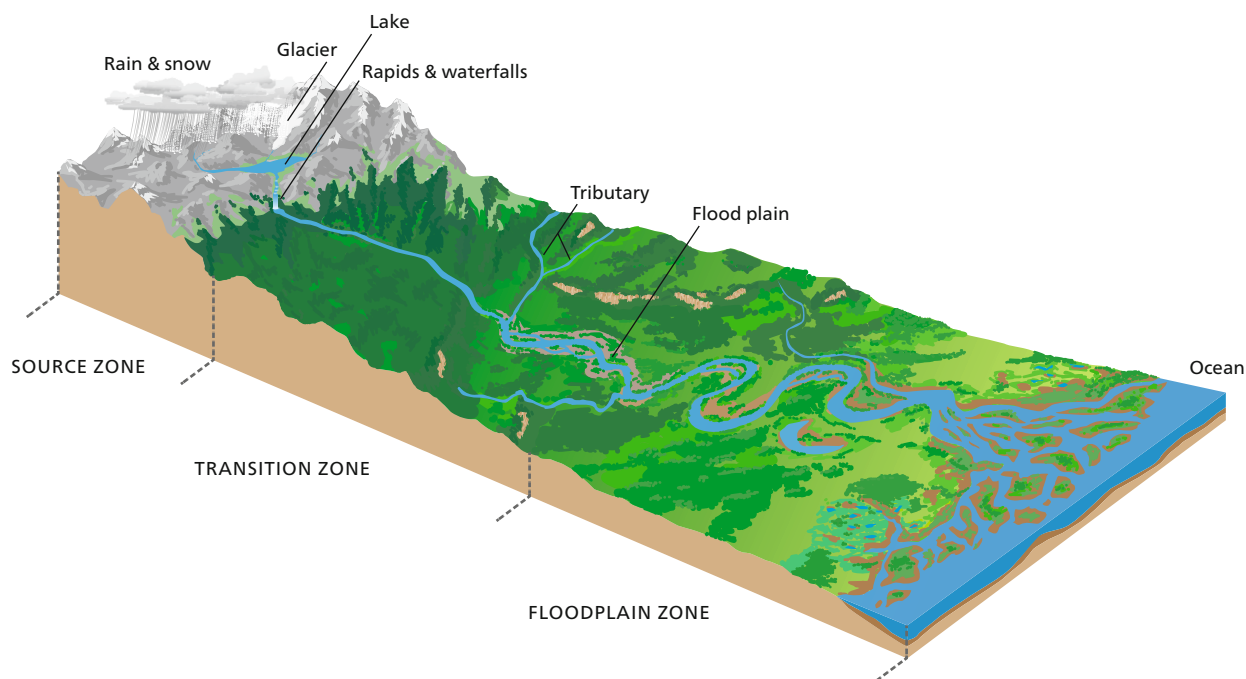 Lake
Glacier
Rain & snow
Rapids & waterfalls
Tributary
Flood plain
Ocean
SOURCE ZONE
TRANSITION ZONE
FLOODPLAIN ZONE